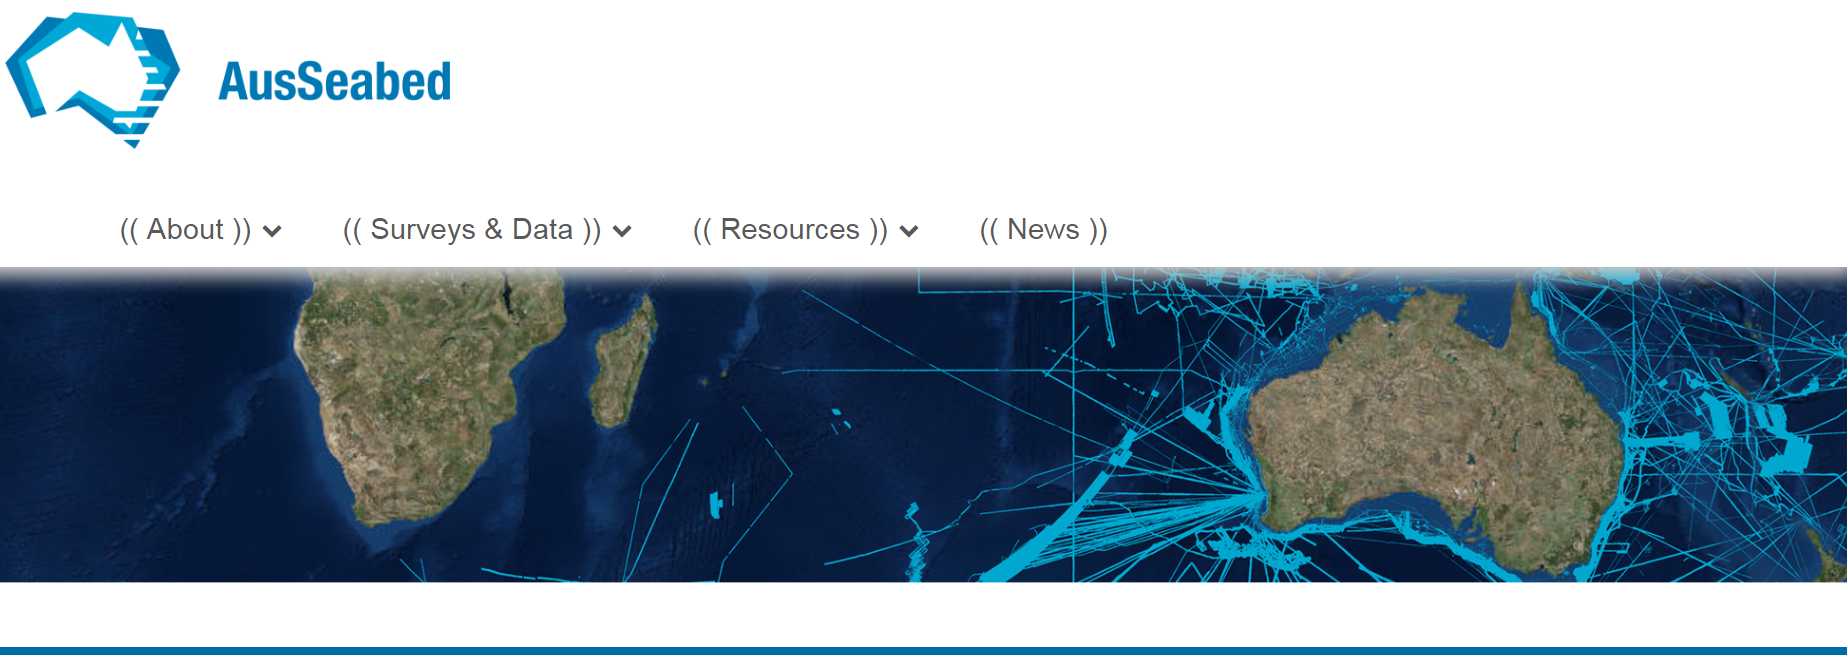 AusSeabed
(( About )) (( Surveys & Data )) (( Resources )) (( News ))